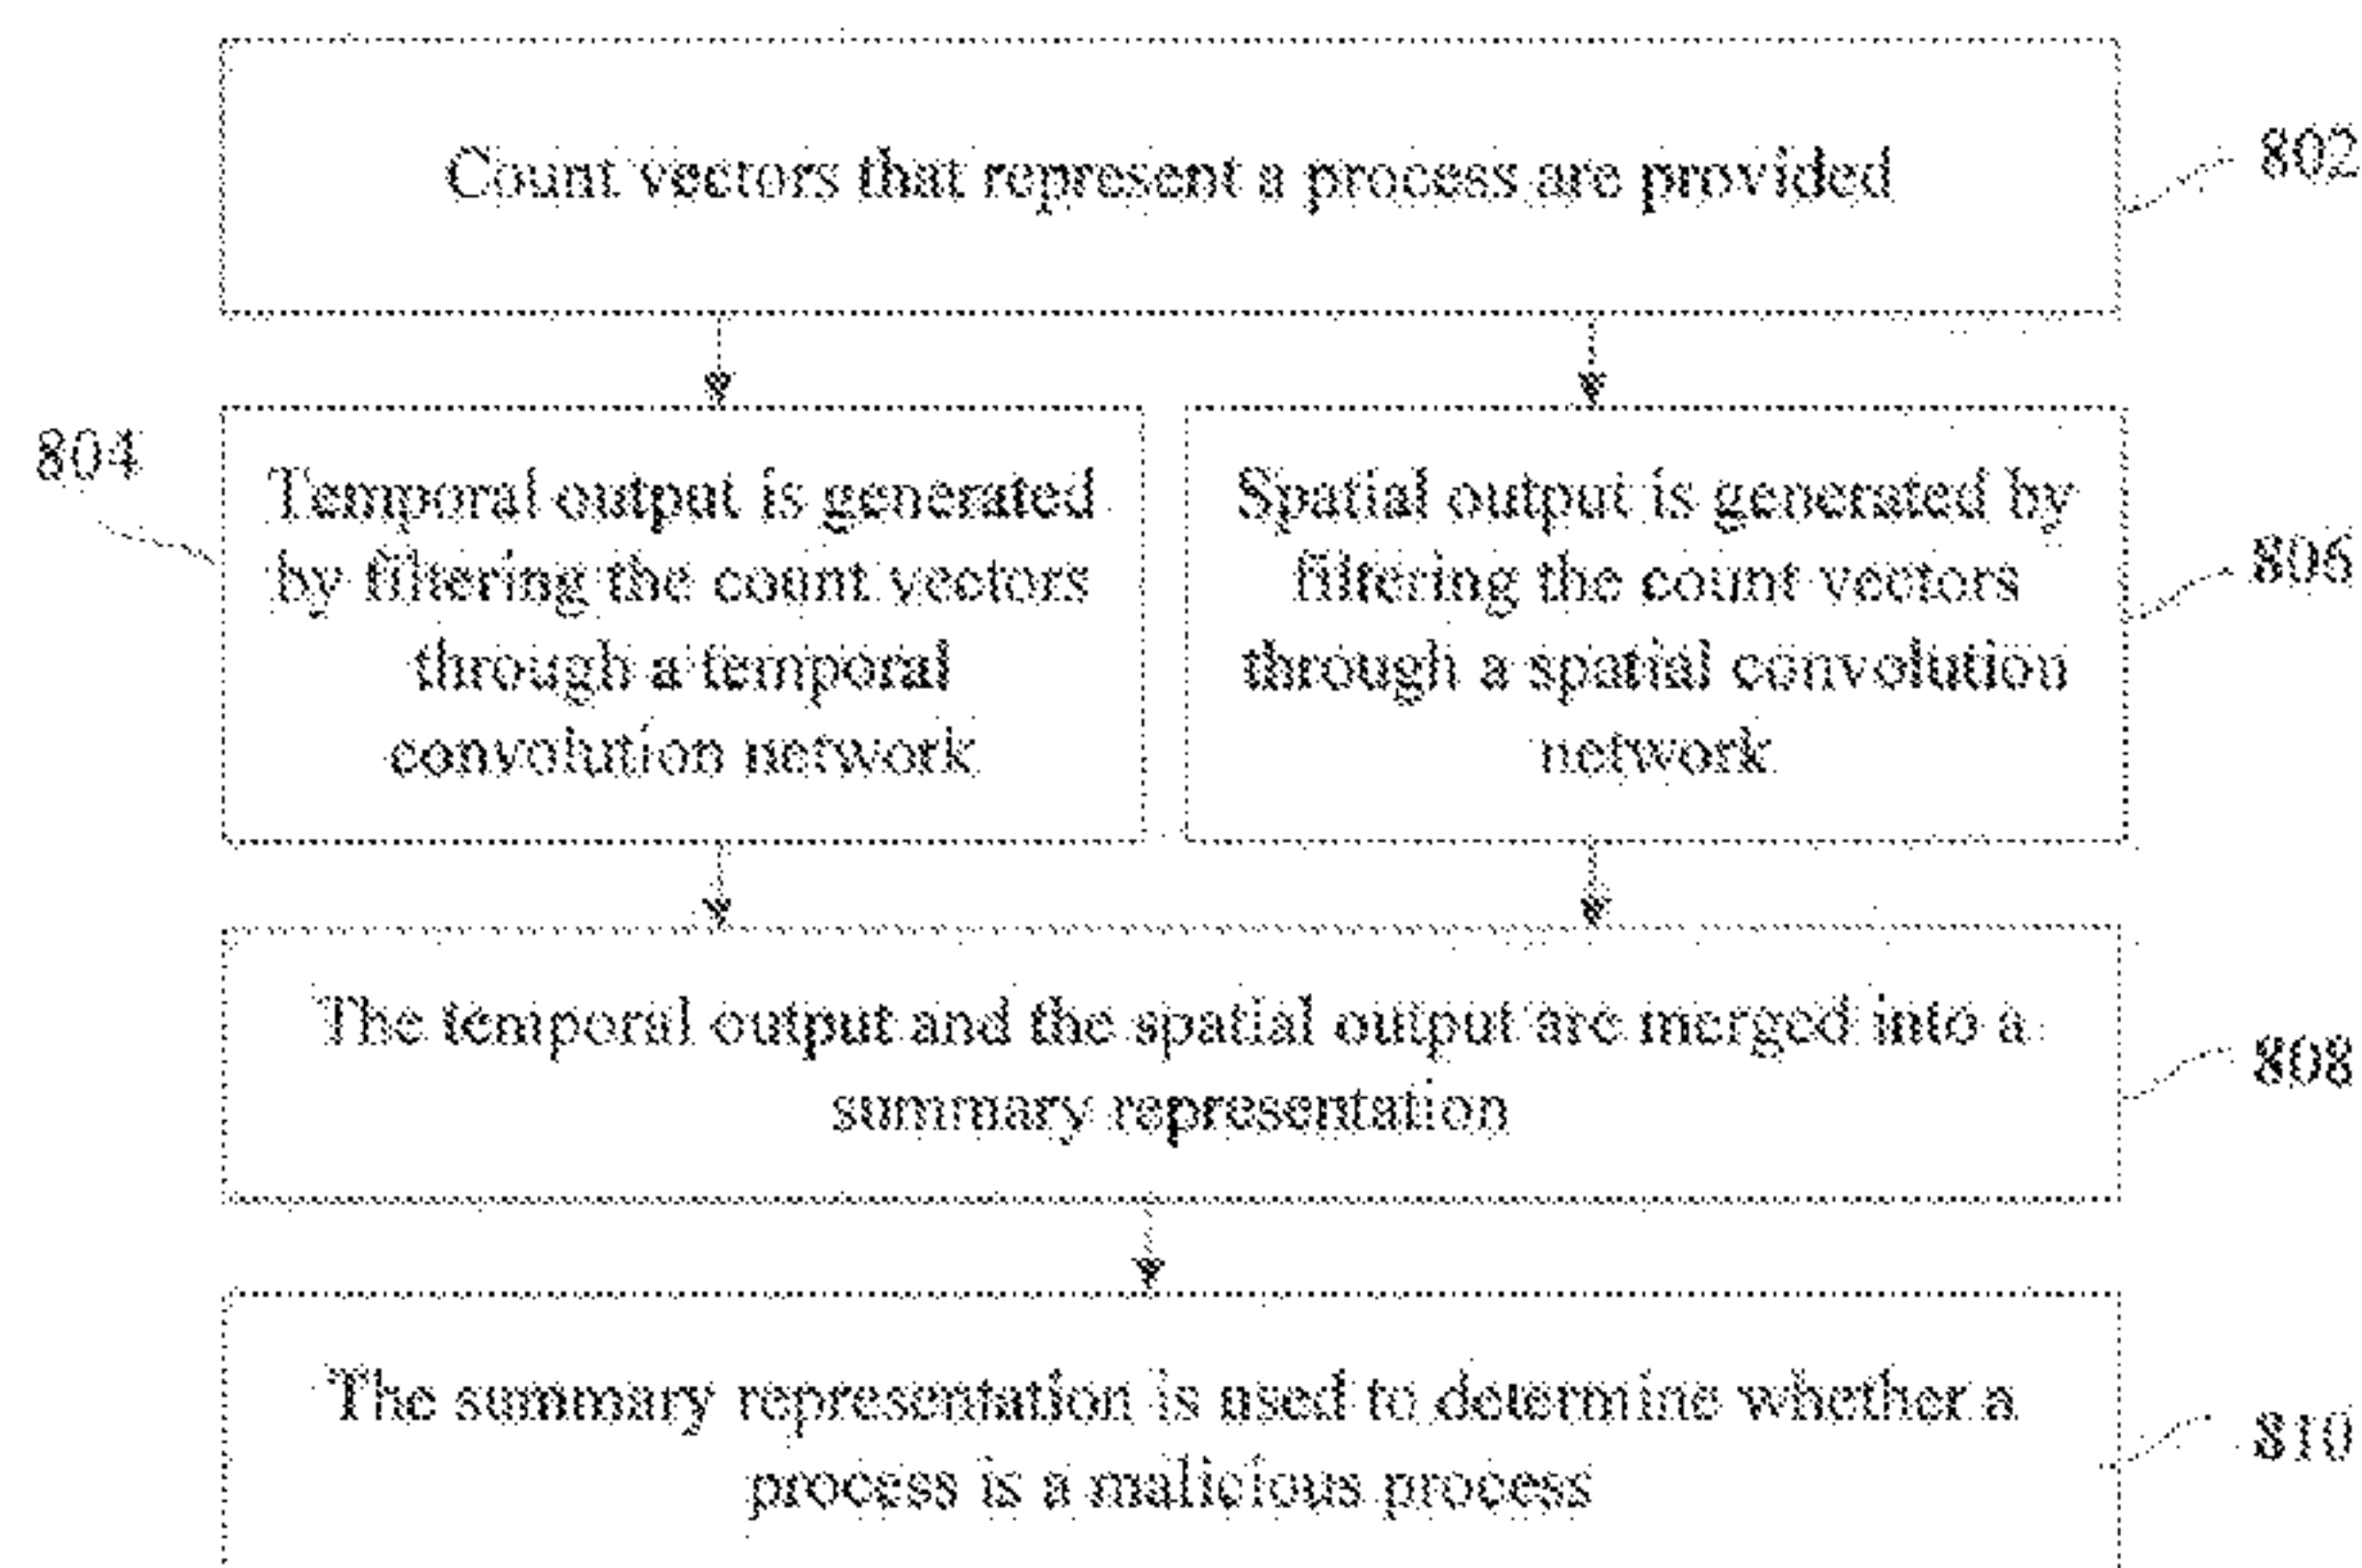 Count vectors that represent a process are provided
802
804
Temporal output is generated
by filtering the count vectors
through a temporal
convolution network
Spatial output is generated by
filtering the count vectors
through a spatial convolution
network
806
The temporal output and the spatial output are merged into a
summary representation
808
The summary representation is used to determine whether a
process is a malicious process
810